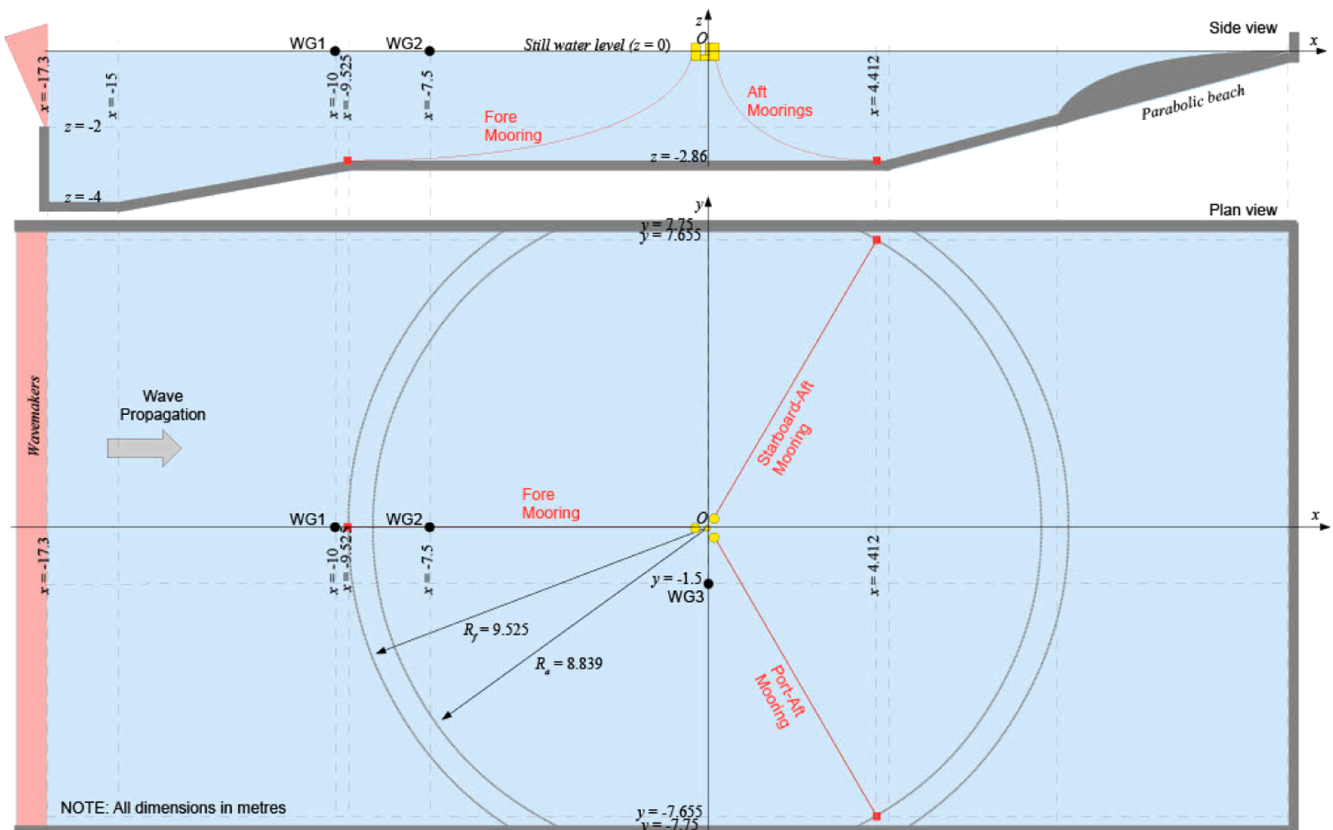 Side view
z
O
WG1
WG2
Still water level (z = 0)
x
x = -17.3
x = -15
x = -10
x = -9.525
x = -7.5
x = 4.412
Fore
Mooring
Aft
Moorings
Parabolic beach
z = -2
z = -2.86
z = -4
y
Plan view
y = 7.75
y = 7.655
Wavemakers
Wave
Propagation
Starboard-Aft
Mooring
Fore
Mooring
WG1
WG2
O
x
x = -17.3
x = -10
x = -9.525
x = -7.5
x = 4.412
y = -1.5
WG3
Rf = 9.525
Ra = 8.839
Port-Aft
Mooring
NOTE: All dimensions in metres
y = -7.655
y = -7.75